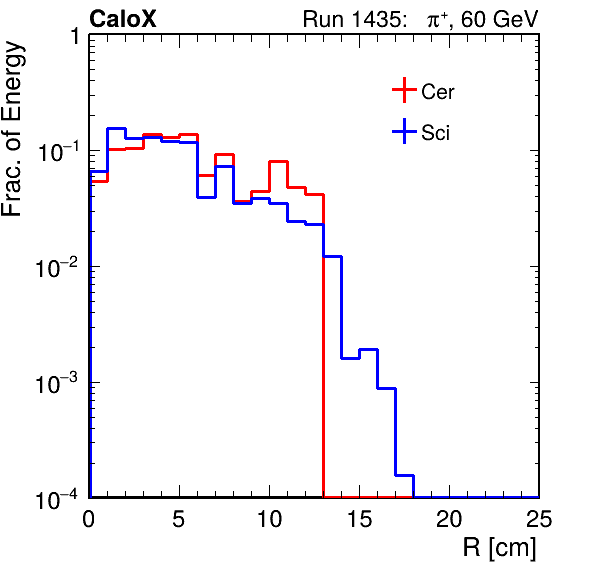 CaloX Run 1435: π⁺, 60 GeV
Frac. of Energy
1
10⁻¹
10⁻²
10⁻³
10⁻⁴
Cer
Sci
0 5 10 15 20 25
R [cm]